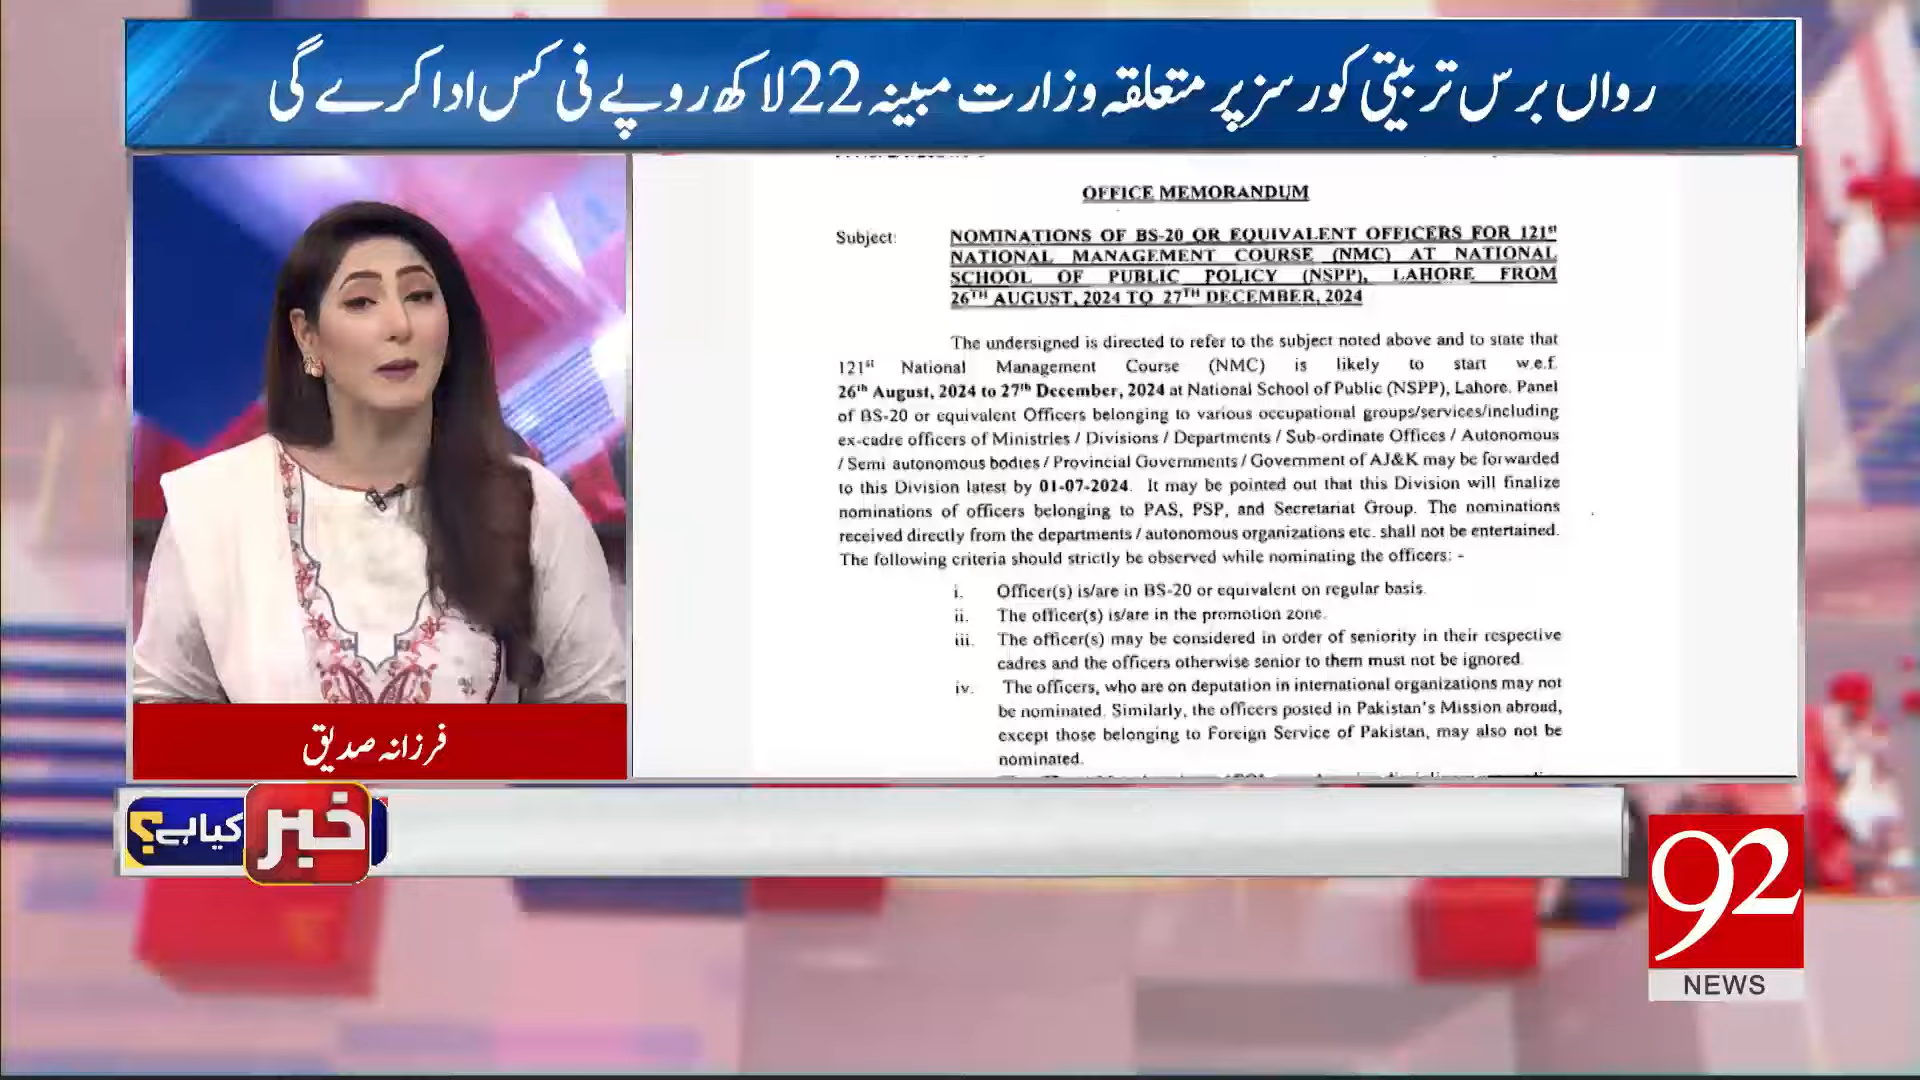 رواں برس تربیتی کورسز پر متعلقہ وزارت مبینہ 22 لاکھ روپے فی کس ادا کرے گی
OFFICE MEMORANDUM
Subject: NOMINATIONS OF BS-20 OR EQUIVALENT OFFICERS FOR 121st
NATIONAL MANAGEMENT COURSE (NMC) AT NATIONAL
SCHOOL OF PUBLIC POLICY (NSPP), LAHORE FROM
26TH AUGUST, 2024 TO 27TH DECEMBER, 2024
The undersigned is directed to refer to the subject noted above and to state that
121st National Management Course (NMC) is likely to start w.e.f.
26th August, 2024 to 27th December, 2024 at National School of Public (NSPP), Lahore. Panel
of BS-20 or equivalent Officers belonging to various occupational groups/services/including
ex-cadre officers of Ministries / Divisions / Departments / Sub-ordinate Offices / Autonomous
/ Semi autonomous bodies / Provincial Governments / Government of AJ&K may be forwarded
to this Division latest by 01-07-2024. It may be pointed out that this Division will finalize
nominations of officers belonging to PAS, PSP, and Secretariat Group. The nominations
received directly from the departments / autonomous organizations etc. shall not be entertained.
The following criteria should strictly be observed while nominating the officers: -
i. Officer(s) is/are in BS-20 or equivalent on regular basis.
ii. The officer(s) is/are in the promotion zone.
iii. The officer(s) may be considered in order of seniority in their respective
cadres and the officers otherwise senior to them must not be ignored.
iv. The officers, who are on deputation in international organizations may not
be nominated. Similarly, the officers posted in Pakistan's Mission abroad,
except those belonging to Foreign Service of Pakistan, may also not be
nominated.
فرزانہ صدیق
خبر کیا ہے؟
92
NEWS